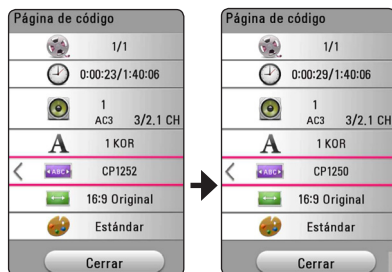 Página de código
1/1
0:00:23/1:40:06
1
AC3 3/2.1 CH
A
1 KOR
ABC
CP1252
16:9 Original
Estándar
Cerrar
Página de código
1/1
0:00:29/1:40:06
1
AC3 3/2.1 CH
A
1 KOR
ABC
CP1250
16:9 Original
Estándar
Cerrar